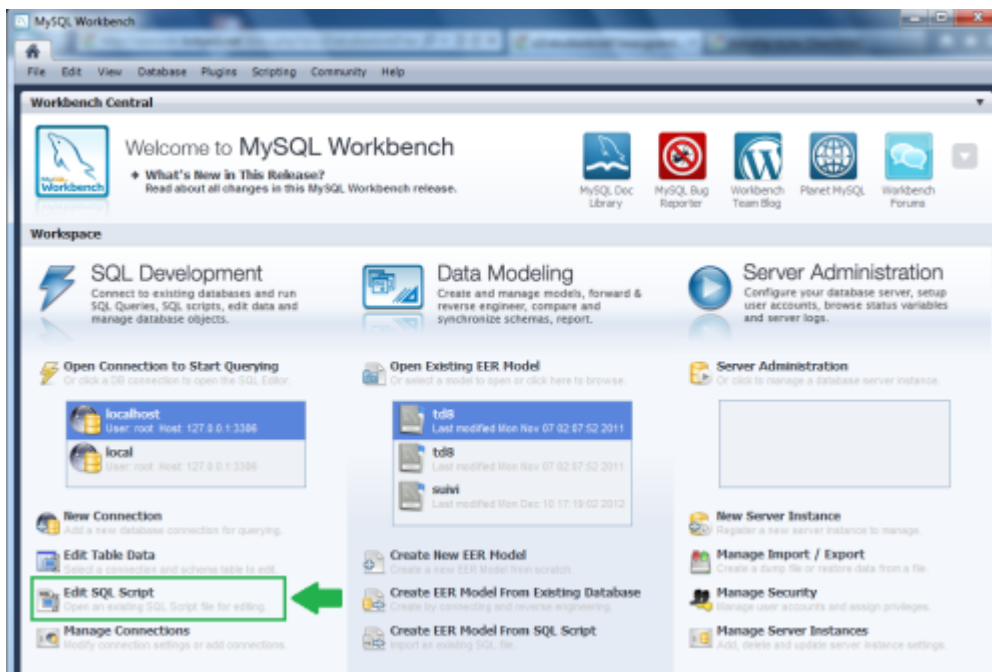 MySQL Workbench
File Edit View Database Plugins Scripting Community Help
Workbench Central
MySQL
Workbench
Welcome to MySQL Workbench
What's New in This Release?
Read about all changes in this MySQL Workbench release.
MySQL Doc
Library
MySQL Bug
Reporter
Workbench
Team Blog
Planet MySQL
Workbench
Forums
Workspace
SQL Development
Connect to existing databases and run
SQL Queries, SQL scripts, edit data and
manage database objects.
Open Connection to Start Querying
Or click a DB connection to open the SQL Editor.
localhost
User: root Host: 127.0.0.1:3306
local
User: root Host: 127.0.0.1:3306
New Connection
Add a new database connection for querying.
Edit Table Data
Select a connection and schema table to edit.
Edit SQL Script
Open an existing SQL Script file for editing.
Manage Connections
Modify connection settings or add connections.
Data Modeling
Create and manage models, forward &
reverse engineer, compare and
synchronize schemas, report.
Open Existing EER Model
Or select a model to open or click here to browse.
td8
Last modified Mon Nov 07 02:07:52 2011
td8
Last modified Mon Nov 07 02:07:52 2011
suivi
Last modified Mon Dec 10 17:19:02 2012
Create New EER Model
Create a new EER Model from scratch.
Create EER Model From Existing Database
Create by connecting and reverse engineering.
Create EER Model From SQL Script
Import an existing SQL file.
Server Administration
Configure your database server, setup
user accounts, browse status variables
and server logs.
Server Administration
Or click to manage a database server instance.
New Server Instance
Register a new server instance to manage.
Manage Import / Export
Create a dump file or restore data from a file.
Manage Security
Manage user accounts and assign privileges.
Manage Server Instances
Add, delete and update server instance settings.